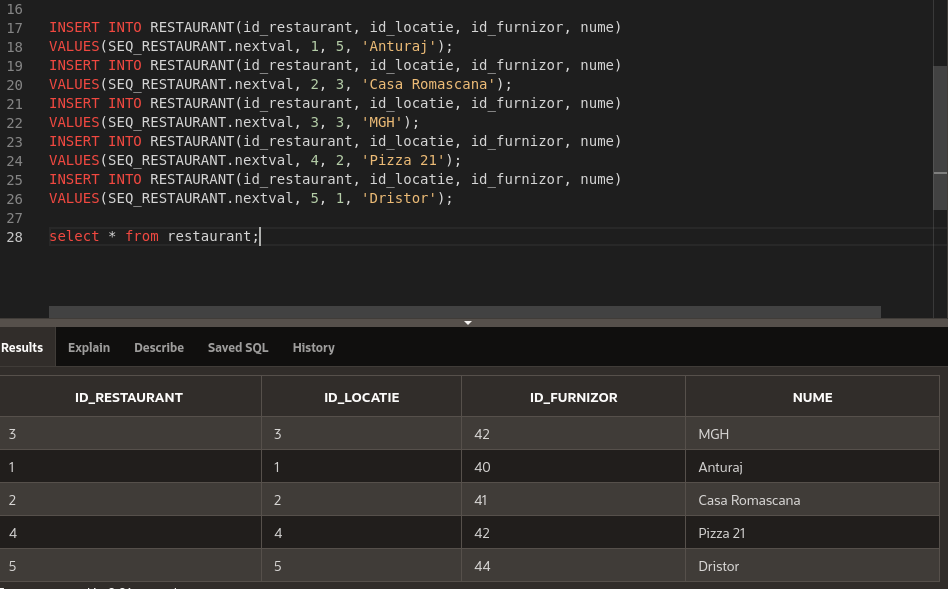 16
17 INSERT INTO RESTAURANT(id_restaurant, id_locatie, id_furnizor, nume)
18 VALUES(SEQ_RESTAURANT.nextval, 1, 5, 'Anturaj');
19 INSERT INTO RESTAURANT(id_restaurant, id_locatie, id_furnizor, nume)
20 VALUES(SEQ_RESTAURANT.nextval, 2, 3, 'Casa Romascana');
21 INSERT INTO RESTAURANT(id_restaurant, id_locatie, id_furnizor, nume)
22 VALUES(SEQ_RESTAURANT.nextval, 3, 3, 'MGH');
23 INSERT INTO RESTAURANT(id_restaurant, id_locatie, id_furnizor, nume)
24 VALUES(SEQ_RESTAURANT.nextval, 4, 2, 'Pizza 21');
25 INSERT INTO RESTAURANT(id_restaurant, id_locatie, id_furnizor, nume)
26 VALUES(SEQ_RESTAURANT.nextval, 5, 1, 'Dristor');
27
28 select * from restaurant;
Results Explain Describe Saved SQL History
ID_RESTAURANT ID_LOCATIE ID_FURNIZOR NUME
3 3 42 MGH
1 1 40 Anturaj
2 2 41 Casa Romascana
4 4 42 Pizza 21
5 5 44 Dristor